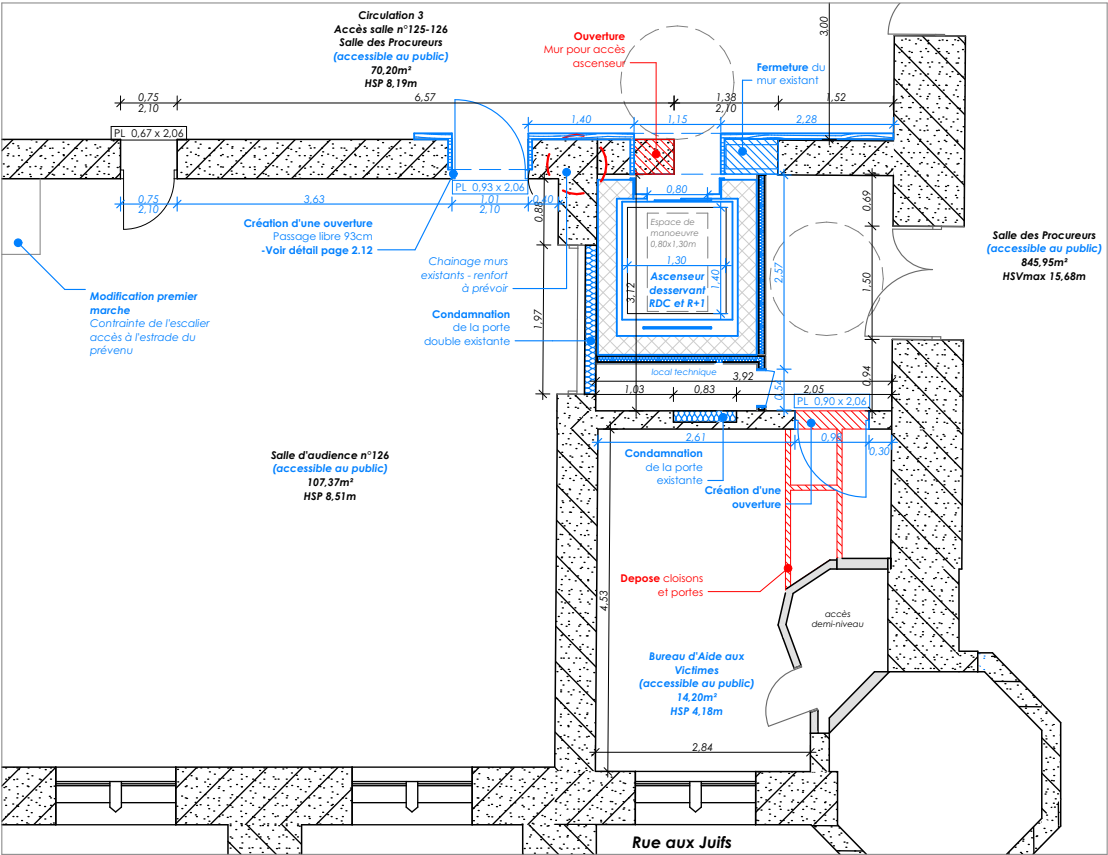 Circulation 3
Accès salle n°125-126
Salle des Procureurs
(accessible au public)
70,20m²
HSP 8,19m
Ouverture
Mur pour accès
ascenseur
Fermeture du
mur existant
3,00
0,75
2,10
6,57
1,38
2,10
1,52
1,40
1,15
2,28
PL 0,67 x 2,06
PL 0,93 x 2,06
0,75
2,10
3,63
1,01
2,10
0,40
0,88
0,80
0,69
Création d'une ouverture
Passage libre 93cm
-Voir détail page 2.12
Espace de
manoeuvre
0,80x1,30m
1,30
1,40
Ascenseur
desservant
RDC et R+1
3,12
2,57
1,50
Salle des Procureurs
(accessible au public)
845,95m²
HSVmax 15,68m
Chainage murs
existants - renfort
à prévoir
Modification premier
marche
Contrainte de l'escalier
accès à l'estrade du
prévenu
Condamnation
de la porte
double existante
1,97
local technique
3,92
0,54
0,94
1,03
0,83
2,05
PL 0,90 x 2,06
2,61
0,98
0,30
Salle d'audience n°126
(accessible au public)
107,37m²
HSP 8,51m
Condamnation
de la porte
existante
Création d'une
ouverture
Depose cloisons
et portes
4,53
accès
demi-niveau
Bureau d'Aide aux
Victimes
(accessible au public)
14,20m²
HSP 4,18m
2,84
Rue aux Juifs